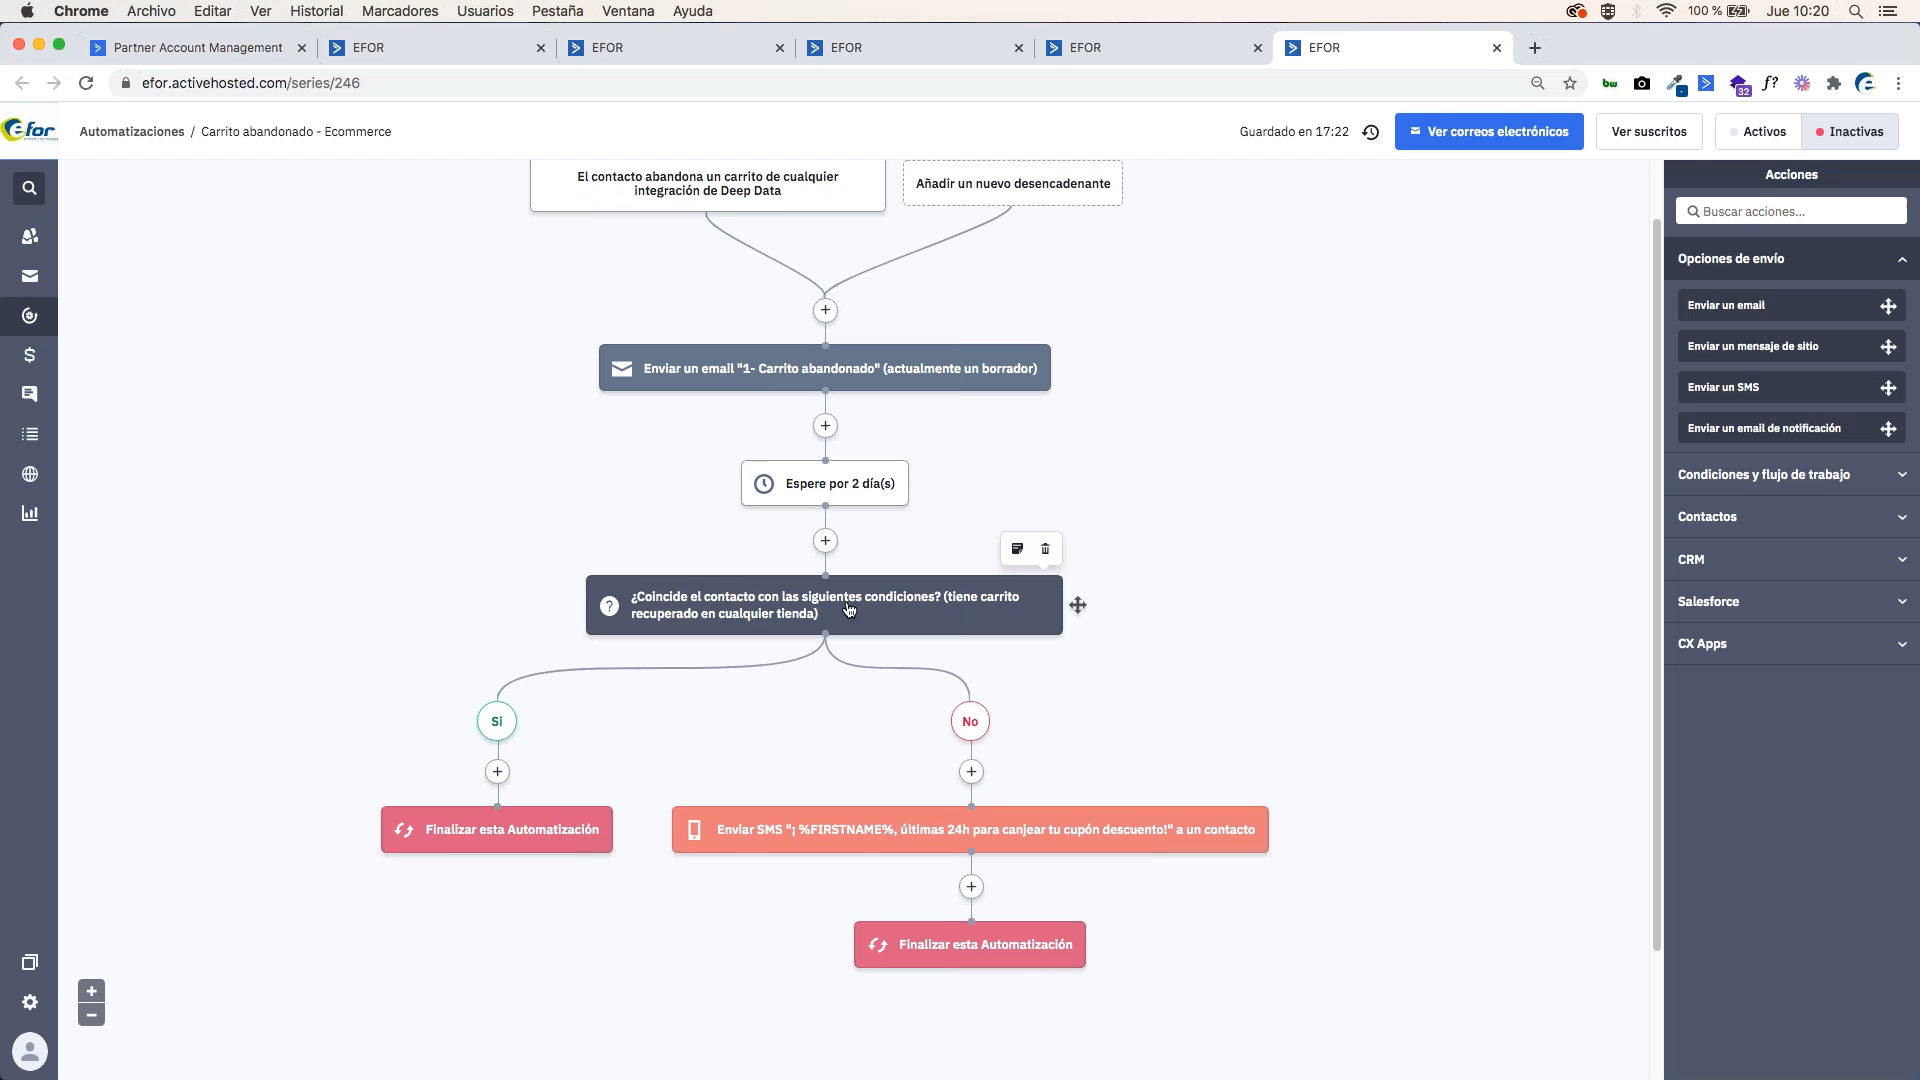 Chrome Archivo Editar Ver Historial Marcadores Usuarios Pestaña Ventana Ayuda 100 % Jue 10:20
Partner Account Management EFOR EFOR EFOR EFOR EFOR
efor.activehosted.com/series/246
bw 32 f?
efor
Automatizaciones / Carrito abandonado - Ecommerce
Guardado en 17:22
Ver correos electrónicos
Ver suscritos
Activos
Inactivas
El contacto abandona un carrito de cualquier
integración de Deep Data
Añadir un nuevo desencadenante
Enviar un email "1- Carrito abandonado" (actualmente un borrador)
Espere por 2 día(s)
¿Coincide el contacto con las siguientes condiciones? (tiene carrito
recuperado en cualquier tienda)
Si
No
Finalizar esta Automatización
Enviar SMS "¡ %FIRSTNAME%, últimas 24h para canjear tu cupón descuento!" a un contacto
Finalizar esta Automatización
Acciones
Buscar acciones...
Opciones de envío
Enviar un email
Enviar un mensaje de sitio
Enviar un SMS
Enviar un email de notificación
Condiciones y flujo de trabajo
Contactos
CRM
Salesforce
CX Apps